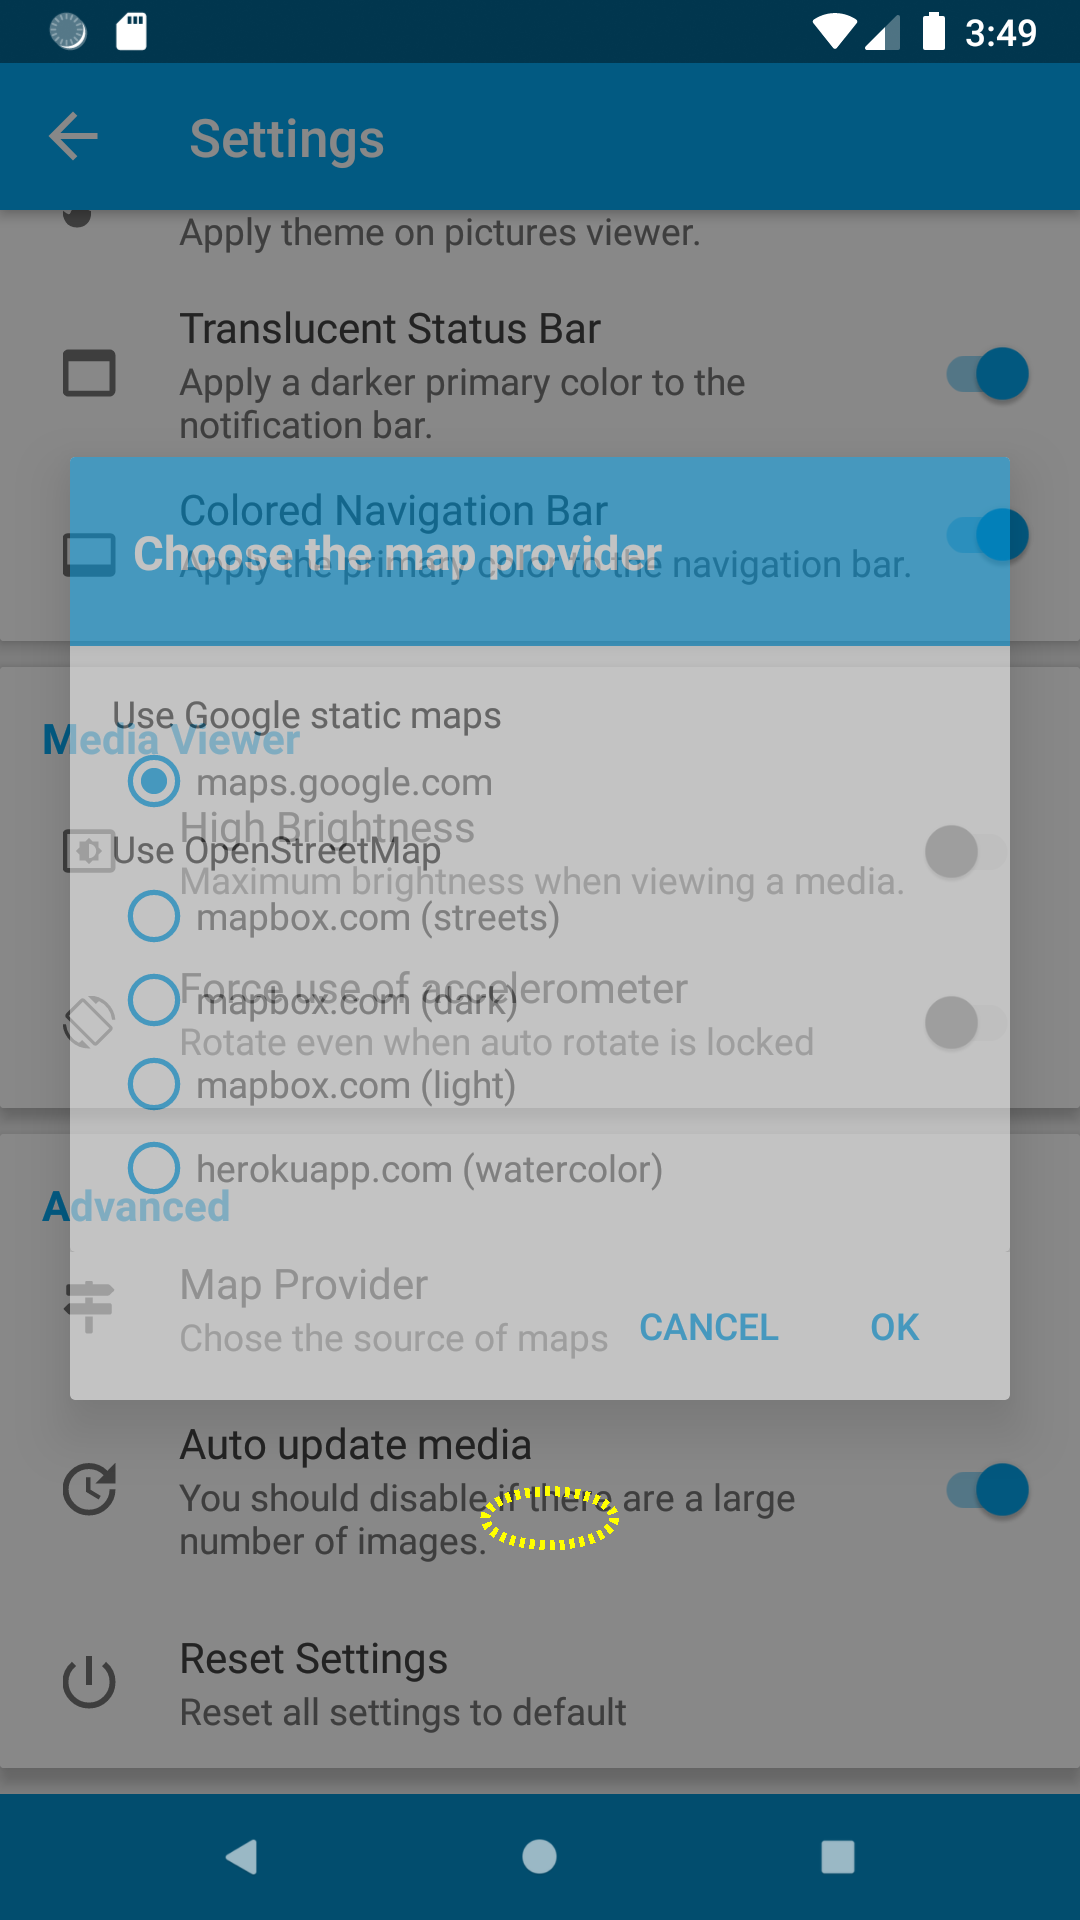 3:49
Settings
Apply theme on pictures viewer.
Translucent Status Bar
Apply a darker primary color to the
notification bar.
Colored Navigation Bar
Choose the map provider
Apply the primary color to the navigation bar.
Use Google static maps
Media Viewer
maps.google.com
High Brightness
Use OpenStreetMap
Maximum brightness when viewing a media.
mapbox.com (streets)
Force use of accelerometer
mapbox.com (dark)
Rotate even when auto rotate is locked
mapbox.com (light)
herokuapp.com (watercolor)
Advanced
Map Provider
Chose the source of maps
CANCEL OK
Auto update media
You should disable if there are a large
number of images.
Reset Settings
Reset all settings to default